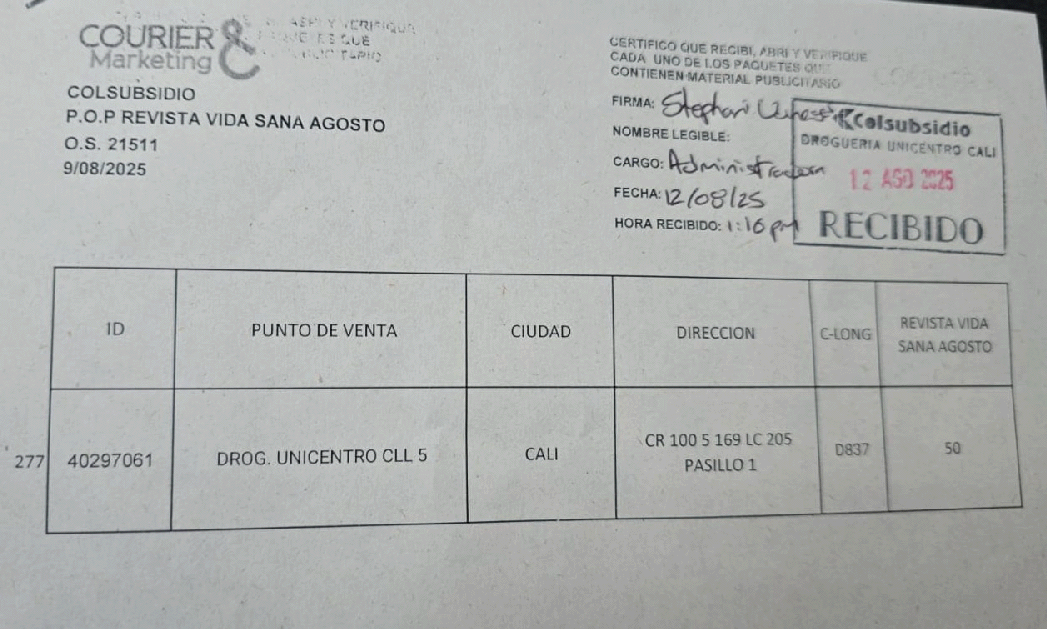 COURIER &
Marketing
COLSUBSIDIO
P.O.P REVISTA VIDA SANA AGOSTO
O.S. 21511
9/08/2025
CERTIFICO QUE RECIBI, ABRI Y VERIFIQUE
CADA UNO DE LOS PAQUETES QUE
CONTIENEN MATERIAL PUBLICITARIO
FIRMA: Stephani
NOMBRE LEGIBLE:
CARGO: Administradora
FECHA: 12/08/25
HORA RECIBIDO: 1:16 pm
Colsubsidio
DROGUERIA UNICENTRO CALI
12 AGO 2025
RECIBIDO
ID PUNTO DE VENTA CIUDAD DIRECCION C-LONG REVISTA VIDA
SANA AGOSTO
277 40297061 DROG. UNICENTRO CLL 5 CALI CR 100 5 169 LC 205 D837 50
PASILLO 1